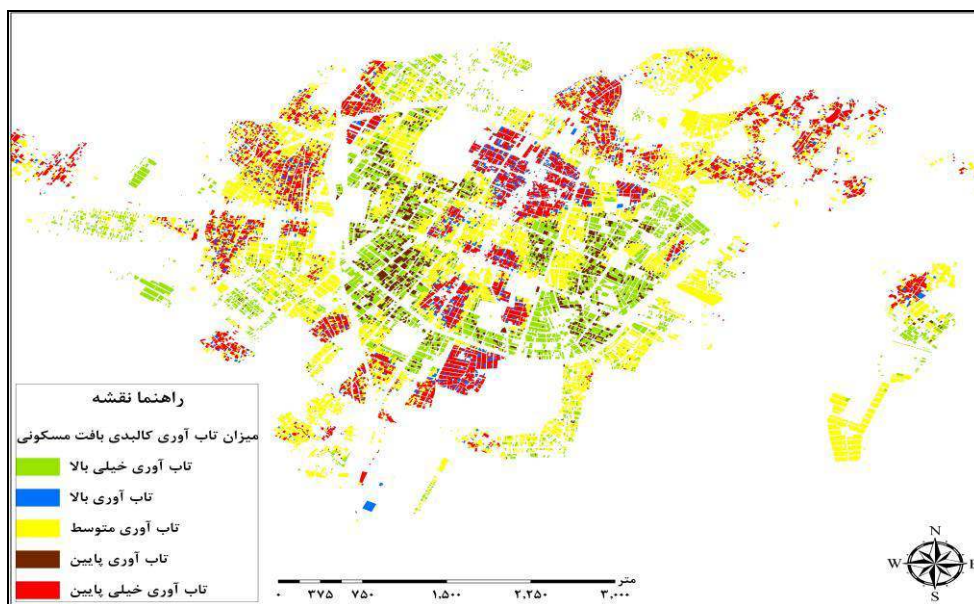 راهنما نقشه
میزان تاب آوری کالبدی بافت مسکونی
تاب آوری خیلی بالا
تاب آوری بالا
تاب آوری متوسط
تاب آوری پایین
تاب آوری خیلی پایین
متر
۰ ۳۷۵ ۷۵۰ ۱,۵۰۰ ۲,۲۵۰ ۳,۰۰۰
N
W E
S